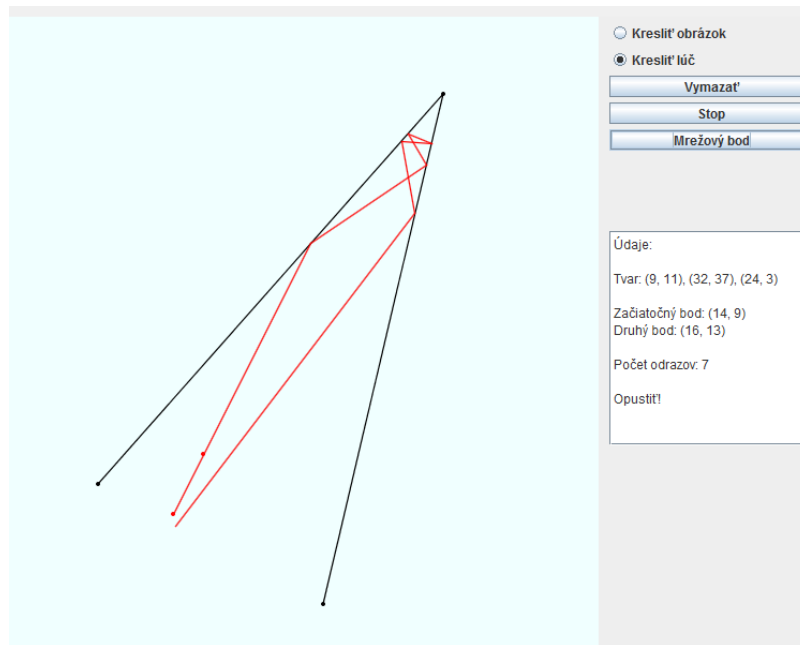 Kresliť obrázok
Kresliť lúč
Vymazať
Stop
Mrežový bod
Údaje:
Tvar: (9, 11), (32, 37), (24, 3)
Začiatočný bod: (14, 9)
Druhý bod: (16, 13)
Počet odrazov: 7
Opustiť!